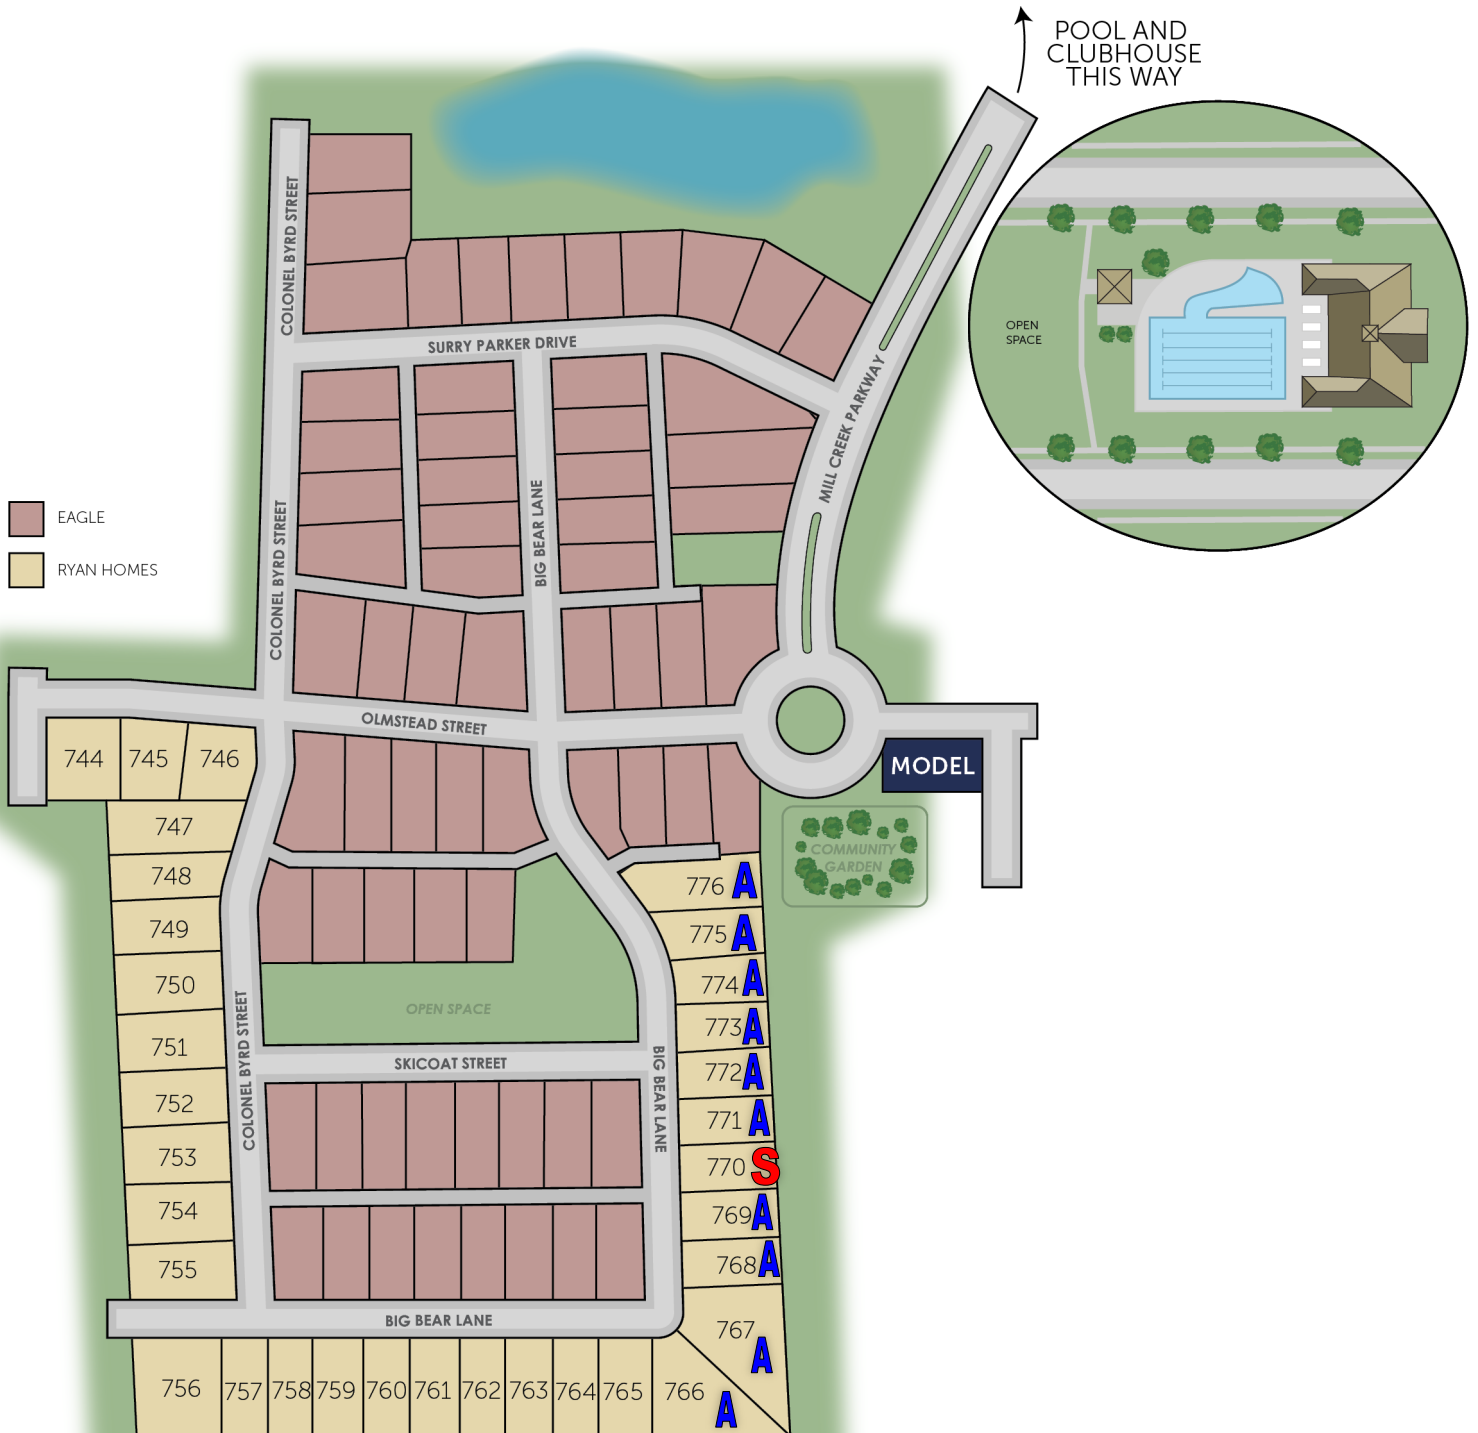 POOL AND
CLUBHOUSE
THIS WAY
COLONEL BYRD STREET
SURRY PARKER DRIVE
OPEN
SPACE
MILL CREEK PARKWAY
EAGLE
RYAN HOMES
COLONEL BYRD STREET
BIG BEAR LANE
OLMSTEAD STREET
744
745
746
MODEL
747
COMMUNITY
GARDEN
748
776 A
749
775 A
750
774 A
OPEN SPACE
773 A
751
COLONEL BYRD STREET
SKICOAT STREET
BIG BEAR LANE
772 A
752
771 A
753
770 S
754
769 A
755
768 A
BIG BEAR LANE
767
A
756
757
758
759
760
761
762
763
764
765
766
A